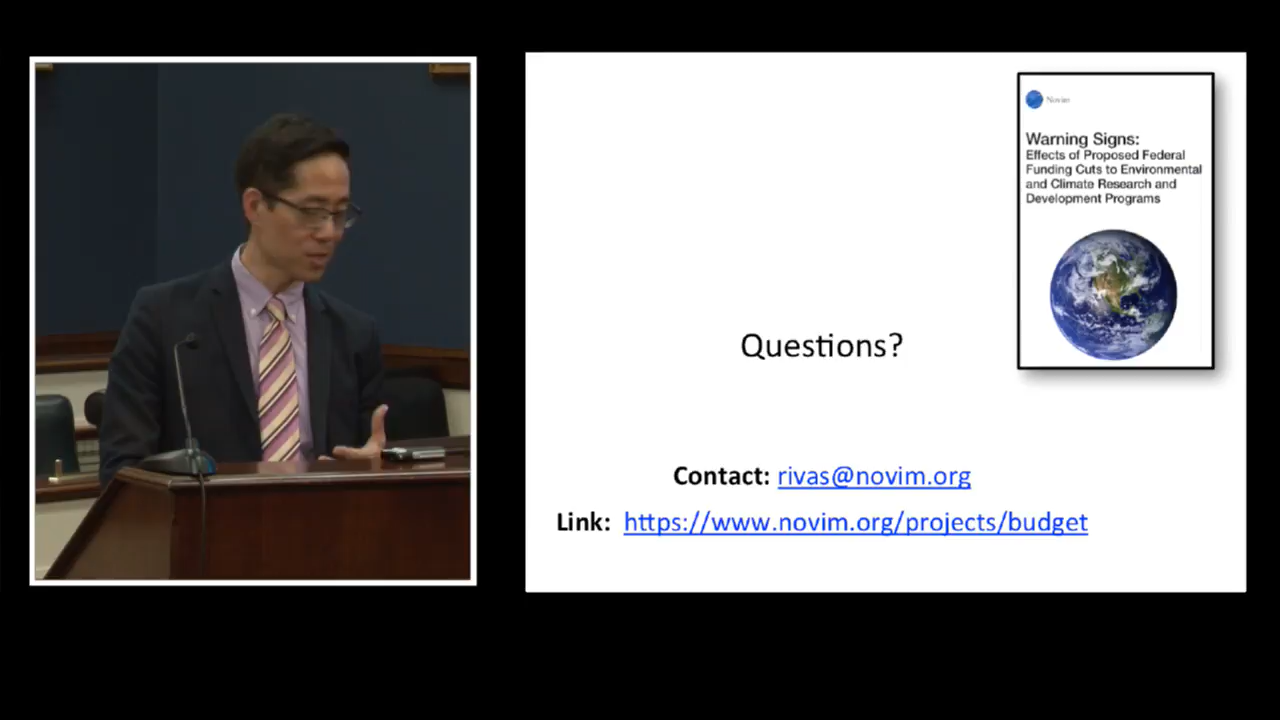 Novim
Warning Signs:
Effects of Proposed Federal
Funding Cuts to Environmental
and Climate Research and
Development Programs
Questions?
Contact: rivas@novim.org
Link: https://www.novim.org/projects/budget